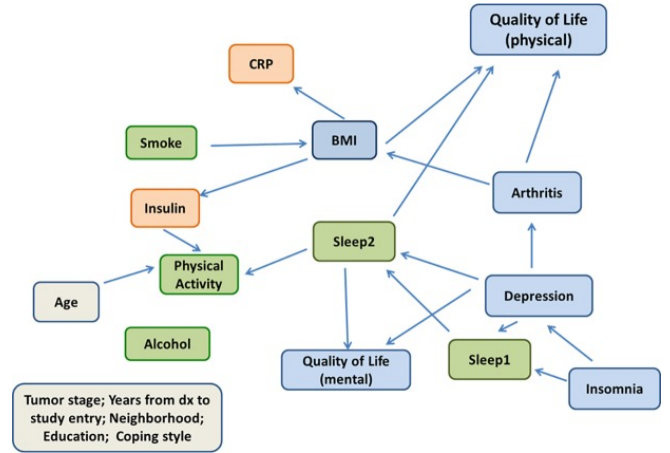 Quality of Life
(physical)
CRP
Smoke
BMI
Arthritis
Insulin
Sleep2
Physical
Activity
Age
Depression
Alcohol
Quality of Life
(mental)
Sleep1
Insomnia
Tumor stage; Years from dx to
study entry; Neighborhood;
Education;  Coping style